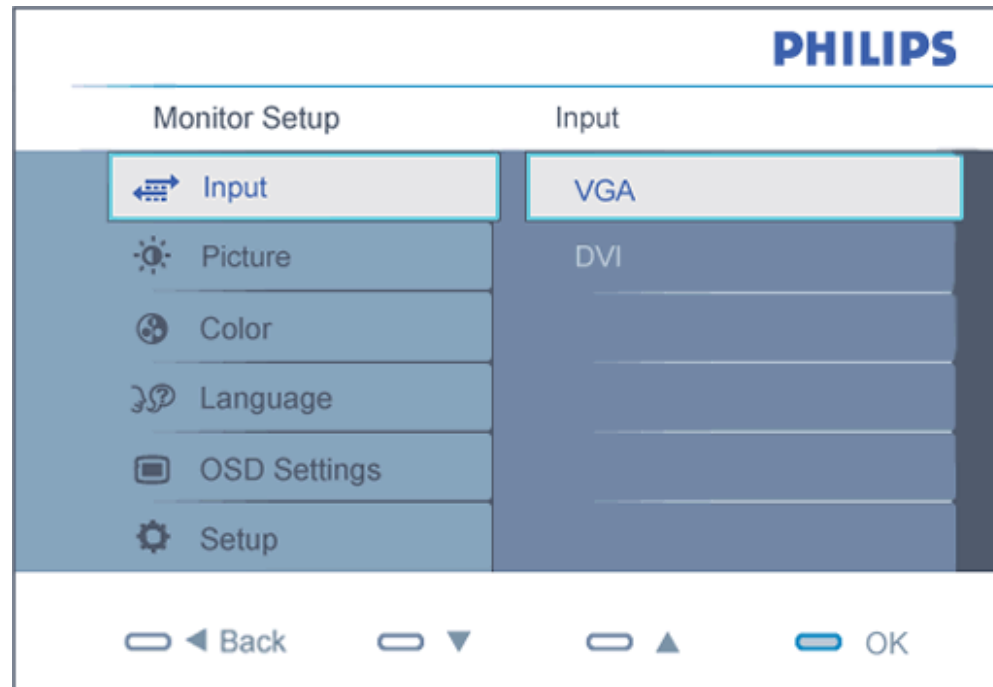 PHILIPS
Monitor Setup Input
Input VGA
Picture DVI
Color
Language
OSD Settings
Setup
Back OK